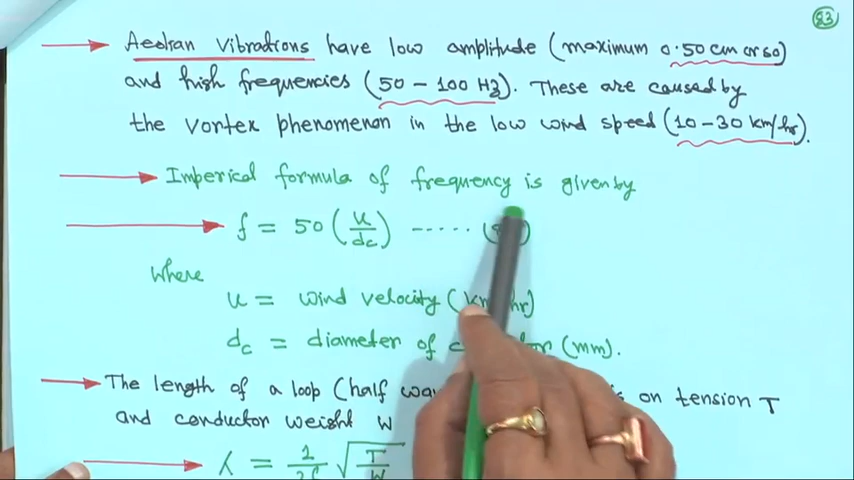 83
Aeolian Vibrations have low amplitude (maximum 0.50 cm or so)
and high frequencies (50 - 100 Hz). These are caused by
the vortex phenomenon in the low wind speed (10-30 km/hr).
Imperical formula of frequency is given by
f = 50 (u/dc) -----
where
u = wind velocity (km/hr)
dc = diameter of (mm).
The length of a loop (half on tension T
and conductor weight W
λ = 1/2f √T/W